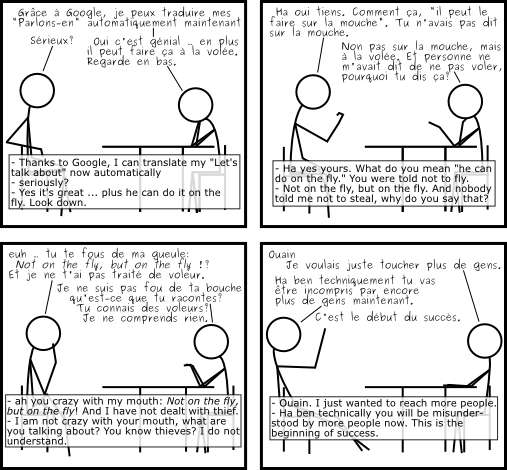 Grâce à Google, je peux traduire mes
"Parlons-en" automatiquement maintenant
Sérieux?
Oui c'est génial .. en plus
il peut faire ça à la volée.
Regarde en bas.
- Thanks to Google, I can translate my "Let's
talk about" now automatically
- seriously?
- Yes it's great ... plus he can do it on the
fly. Look down.
Ha oui tiens. Comment ça, "il peut le
faire sur la mouche". Tu n'avais pas dit
sur la mouche.
Non pas sur la mouche, mais
à la volée. Et personne ne
m'avait dit de ne pas voler,
pourquoi tu dis ça?
- Ha yes yours. What do you mean "he can
do on the fly." You were told not to fly.
- Not on the fly, but on the fly. And nobody
told me not to steal, why do you say that?
euh .. tu te fous de ma gueule:
Not on the fly, but on the fly !?
Et je ne t'ai pas traité de voleur.
Je ne suis pas fou de ta bouche
qu'est-ce que tu racontes?
Tu connais des voleurs?
Je ne comprends rien.
- ah you crazy with my mouth: Not on the fly,
but on the fly! And I have not dealt with thief.
- I am not crazy with your mouth, what are
you talking about? You know thieves? I do not
understand.
Ouain
Je voulais juste toucher plus de gens.
Ha ben techniquement tu vas
être incompris par encore
plus de gens maintenant.
C'est le début du succès.
- Ouain. I just wanted to reach more people.
- Ha ben technically you will be misunder-
stood by more people now. This is the
beginning of success.